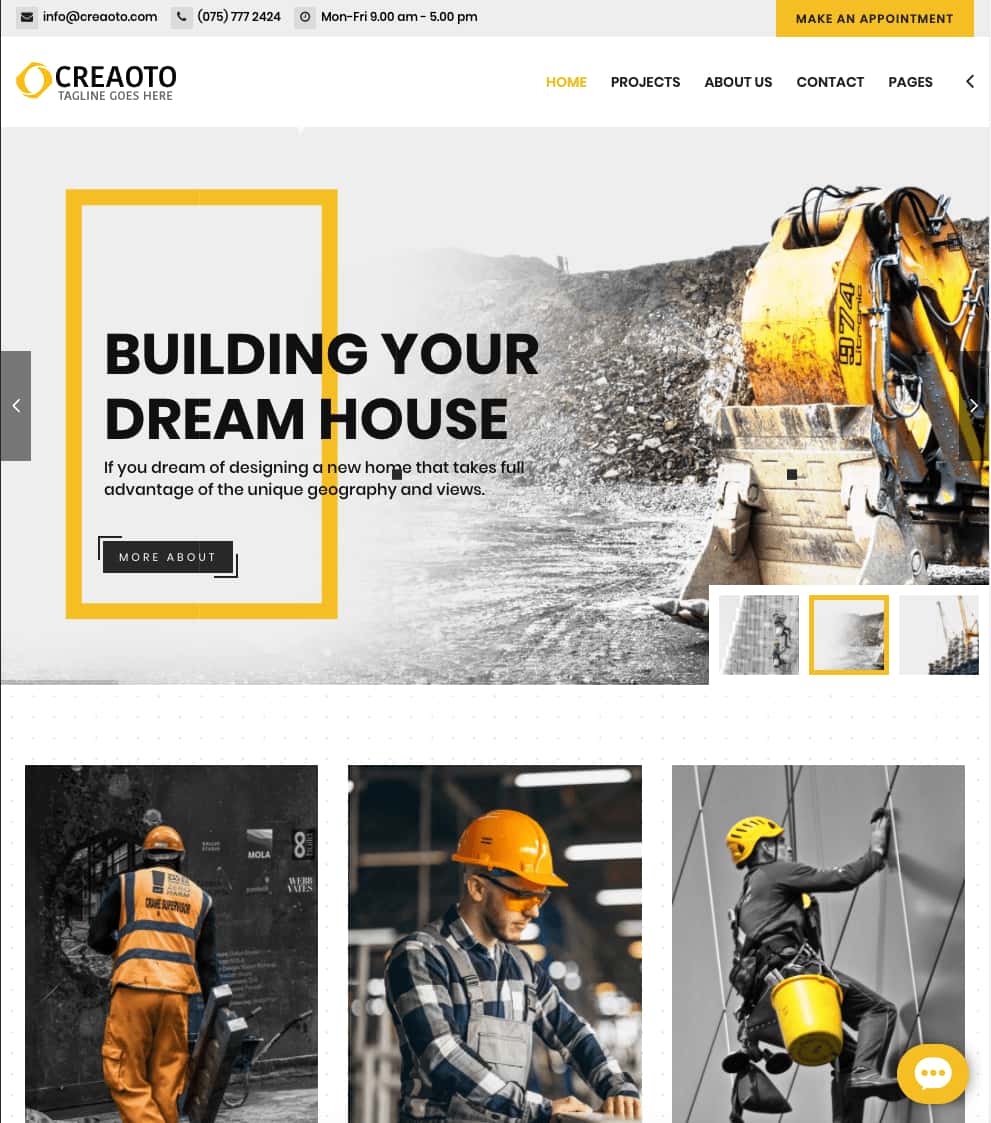 info@creaoto.com (075) 777 2424 Mon-Fri 9.00 am - 5.00 pm MAKE AN APPOINTMENT
CREAOTO
TAGLINE GOES HERE
HOME PROJECTS ABOUT US CONTACT PAGES
974
Litronic
BUILDING YOUR
DREAM HOUSE
If you dream of designing a new home that takes full
advantage of the unique geography and views.
MORE ABOUT
MOLA
8
WEBB
YATES
CRANE SUPERVISOR